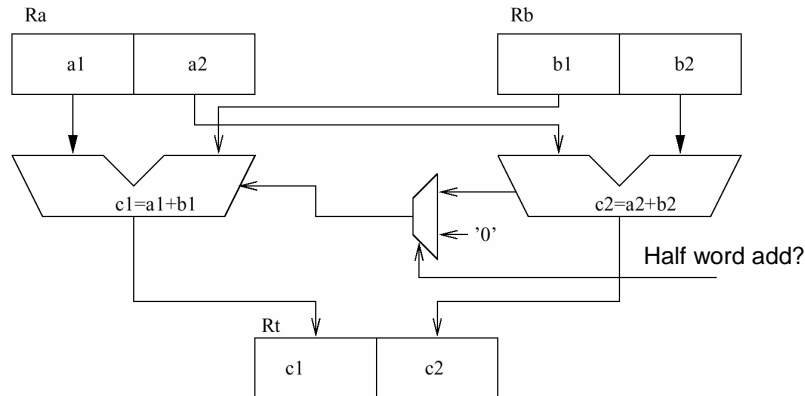 Ra
Rb
a1
a2
b1
b2
c1=a1+b1
c2=a2+b2
'0'
Half word add?
Rt
c1
c2